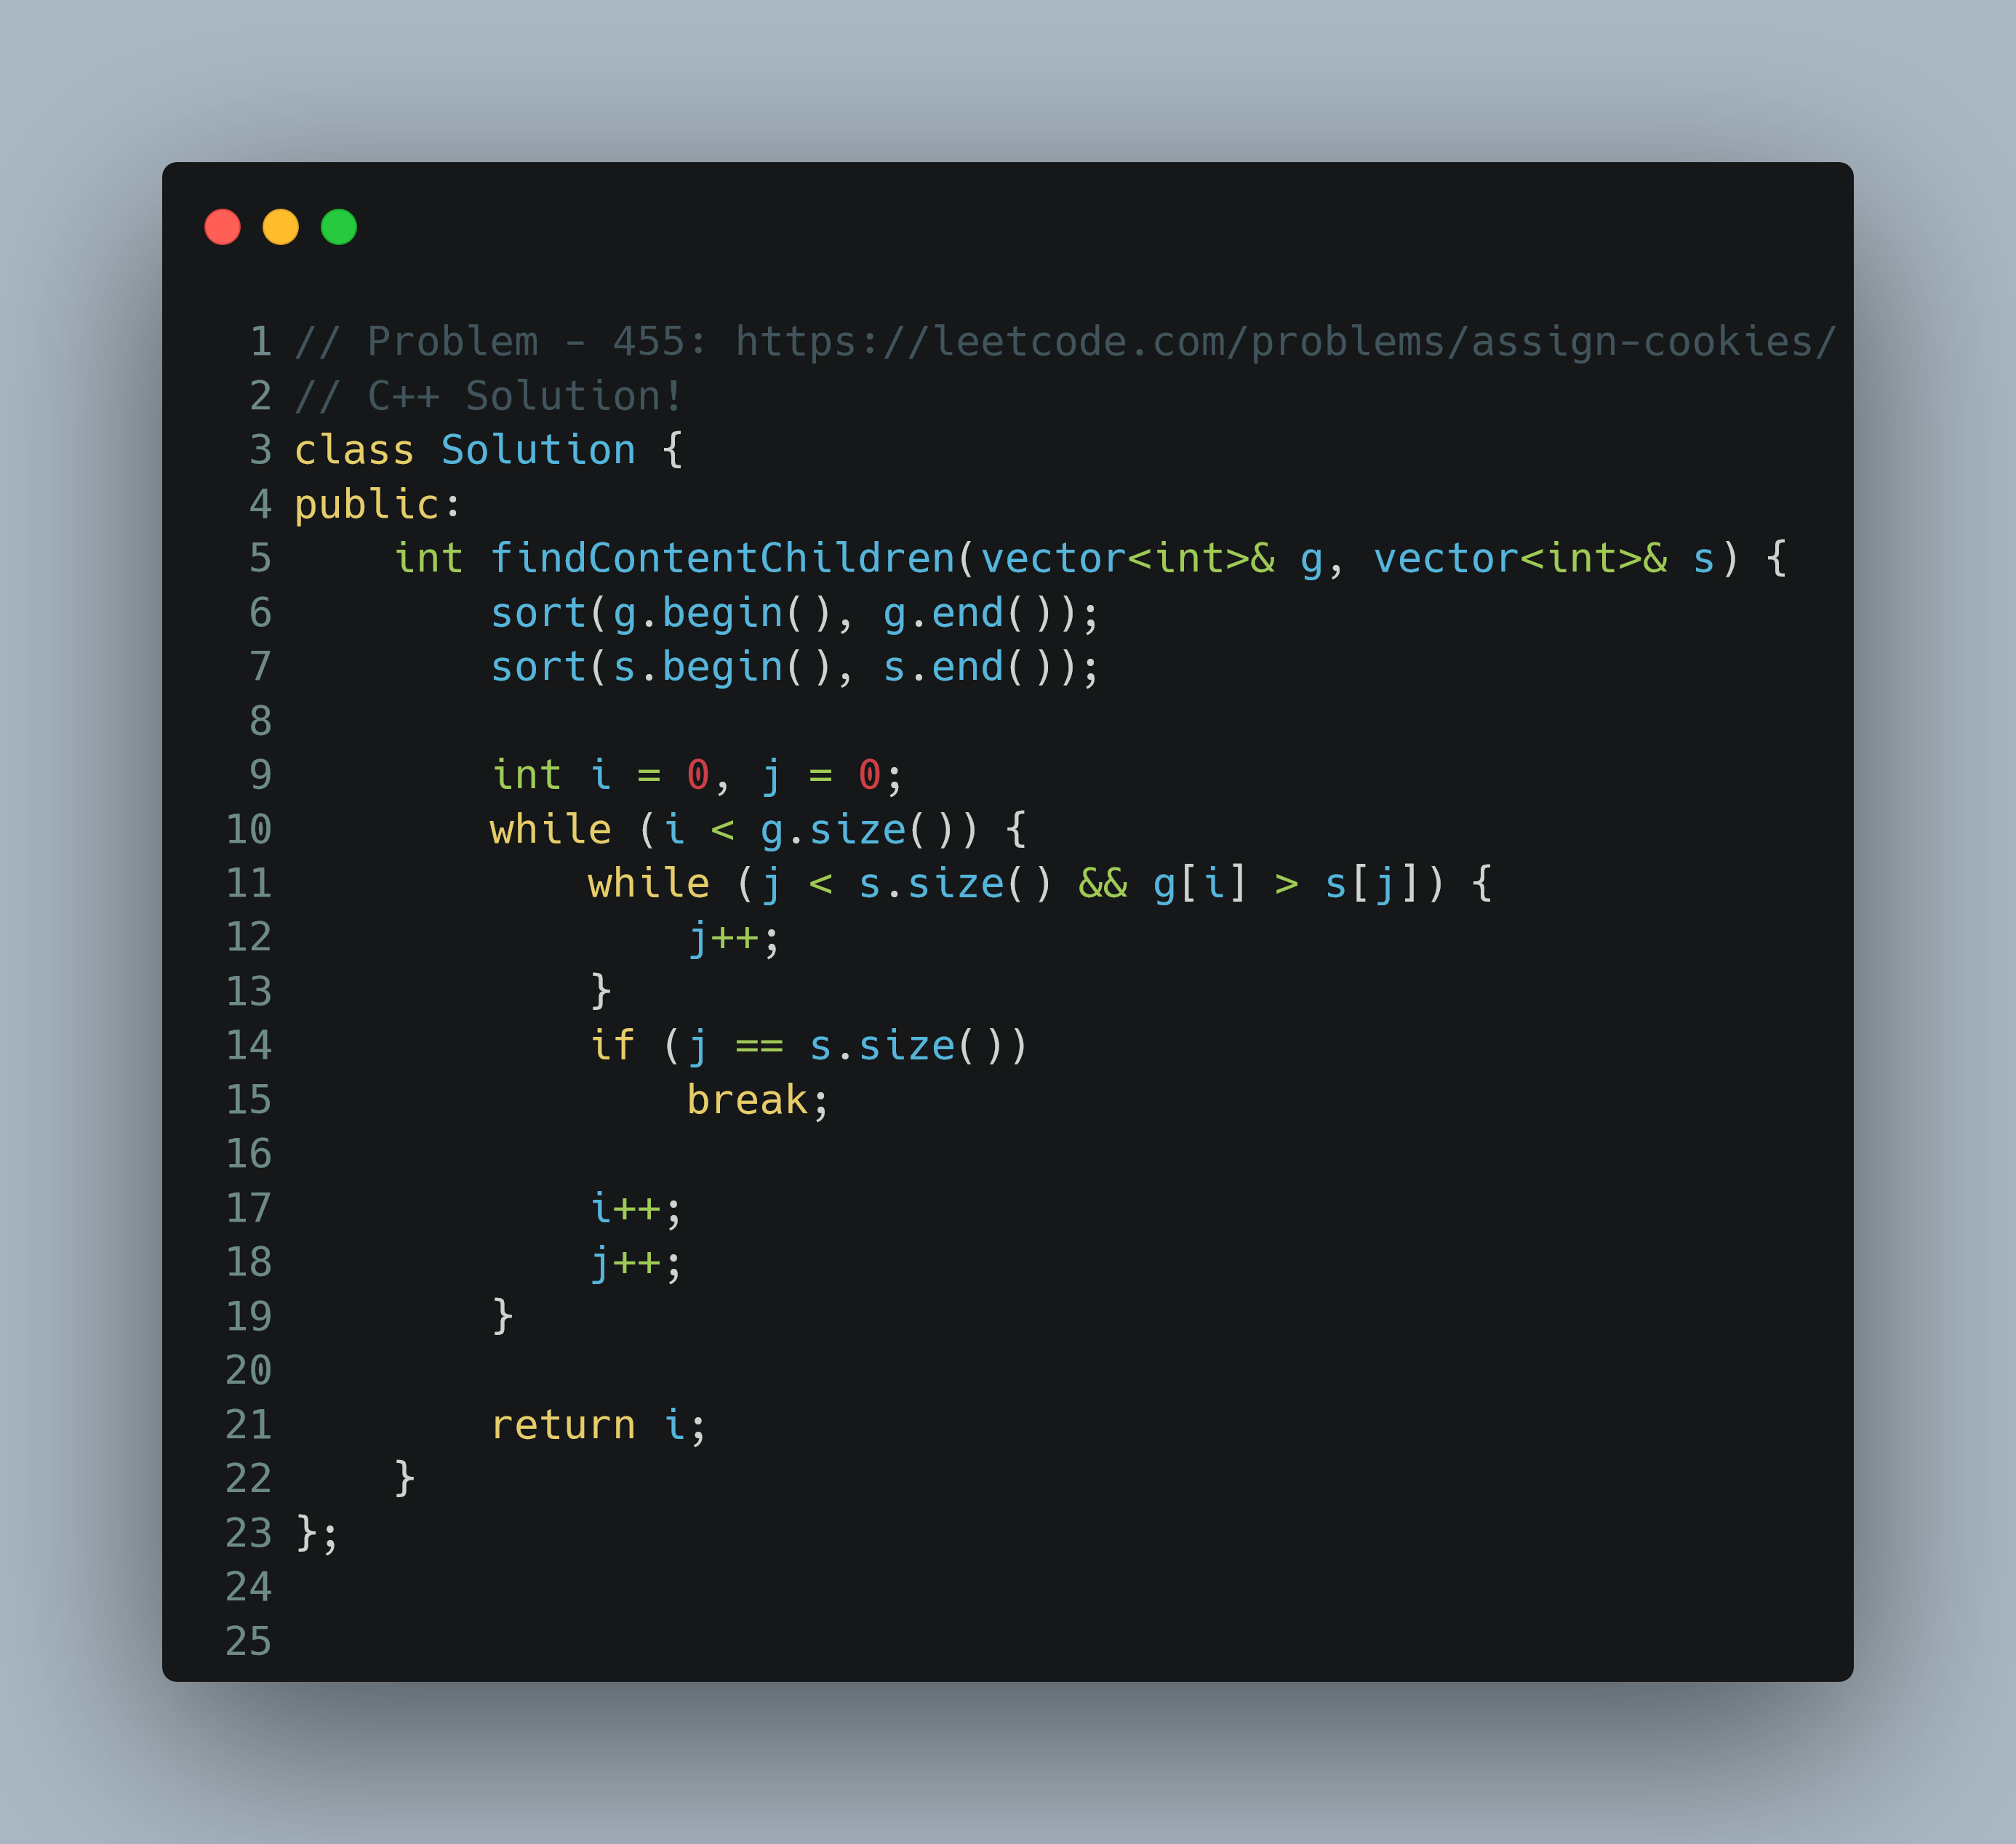 1 // Problem - 455: https://leetcode.com/problems/assign-cookies/
2 // C++ Solution!
3 class Solution {
4 public:
5     int findContentChildren(vector<int>& g, vector<int>& s) {
6         sort(g.begin(), g.end());
7         sort(s.begin(), s.end());
8
9         int i = 0, j = 0;
10         while (i < g.size()) {
11             while (j < s.size() && g[i] > s[j]) {
12                 j++;
13             }
14             if (j == s.size())
15                 break;
16
17             i++;
18             j++;
19         }
20
21         return i;
22     }
23 };
24
25